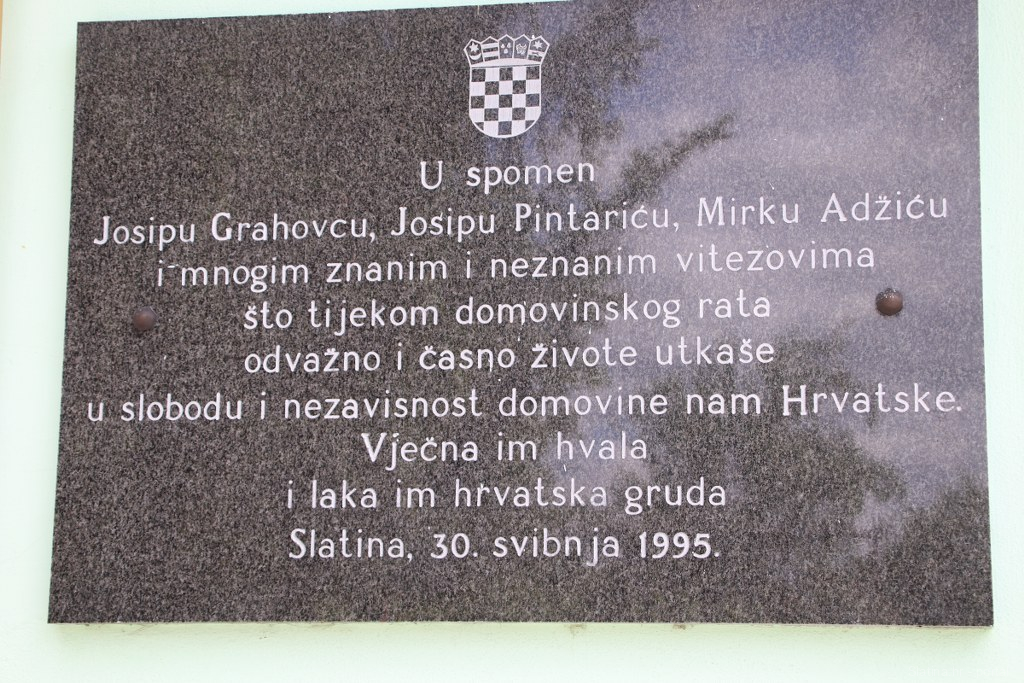 U spomen
Josipu Grahovcu, Josipu Pintariću, Mirku Adžiću
i mnogim znanim i neznanim vitezovima
što tijekom domovinskog rata
odvažno i časno živote utkaše
u slobodu i nezavisnost domovine nam Hrvatske.
Vječna im hvala
i laka im hrvatska gruda
Slatina, 30. svibnja 1995.